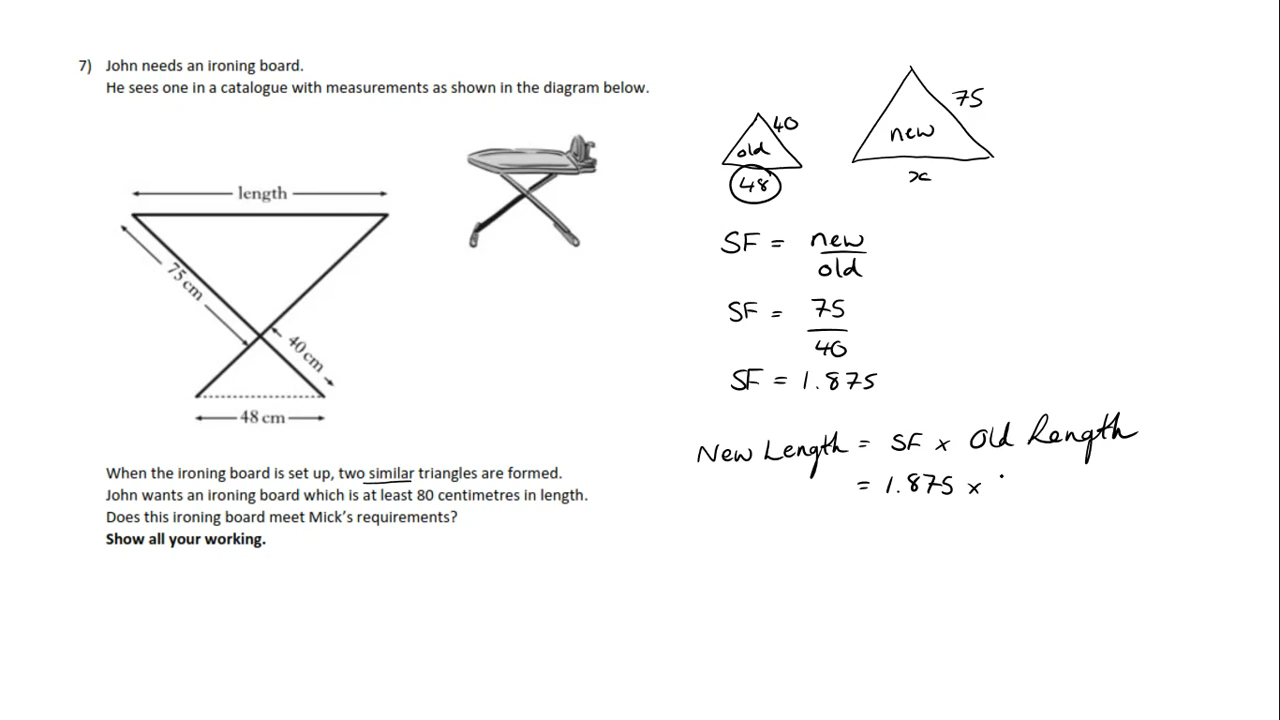 7) John needs an ironing board.
He sees one in a catalogue with measurements as shown in the diagram below.
length
75 cm
40 cm
48 cm
When the ironing board is set up, two similar triangles are formed.
John wants an ironing board which is at least 80 centimetres in length.
Does this ironing board meet Mick's requirements?
Show all your working.
40
old
48
75
new
x
SF = new
old
SF = 75
40
SF = 1.875
New Length = SF × Old Length
= 1.875 ×